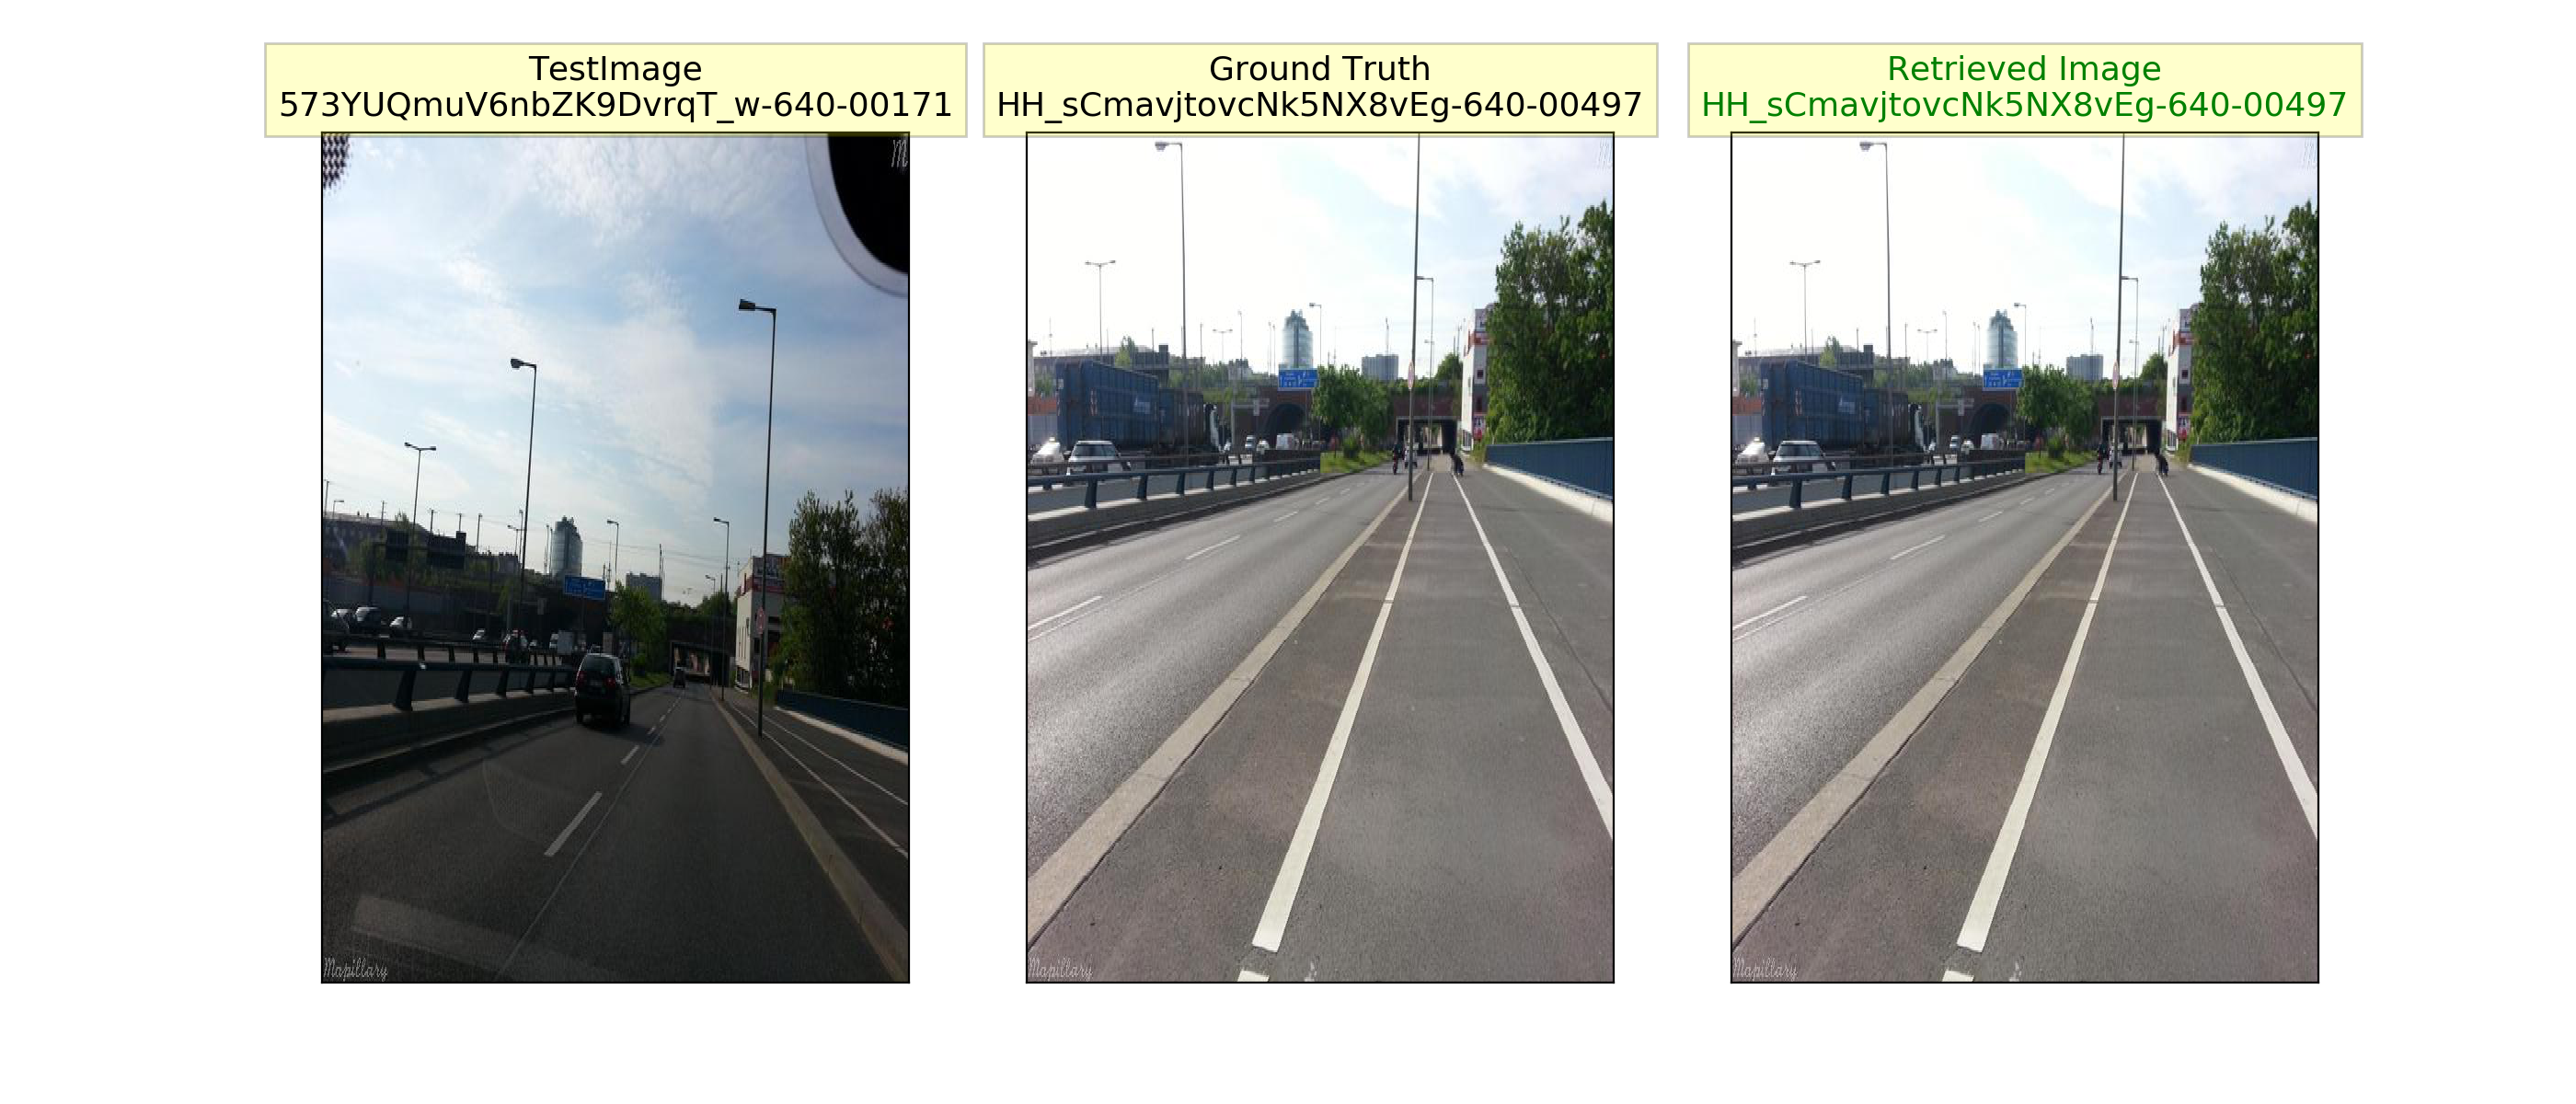 TestImage
573YUQmuV6nbZK9DvrqT_w-640-00171
Ground Truth
HH_sCmavjtovcNk5NX8vEg-640-00497
Retrieved Image
HH_sCmavjtovcNk5NX8vEg-640-00497
M
M
M
Mapillary
Mapillary
Mapillary